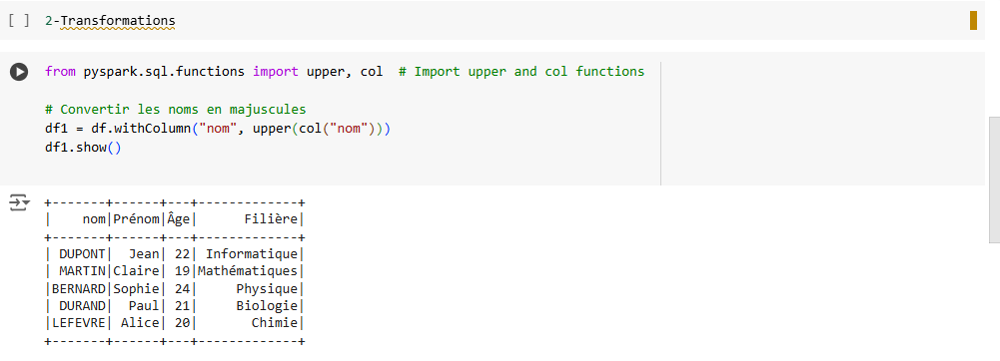 [ ] 2-Transformations
from pyspark.sql.functions import upper, col  # Import upper and col functions
# Convertir les noms en majuscules
df1 = df.withColumn("nom", upper(col("nom")))
df1.show()
+-------+------+---+-------------+
|    nom|Prénom|Âge|      Filière|
+-------+------+---+-------------+
| DUPONT|  Jean| 22| Informatique|
| MARTIN|Claire| 19|Mathématiques|
|BERNARD|Sophie| 24|     Physique|
| DURAND|  Paul| 21|     Biologie|
|LEFEVRE| Alice| 20|       Chimie|
+-------+------+---+-------------+